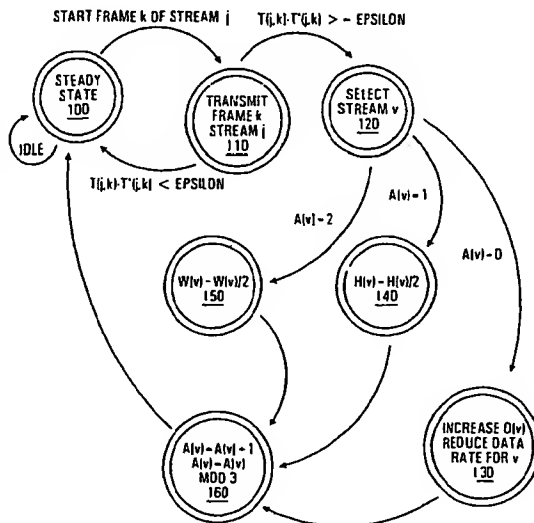 START FRAME k OF STREAM j
T(j,k)-T*(j,k) > - EPSILON
STEADY
STATE
100
TRANSMIT
FRAME k
STREAM j
110
SELECT
STREAM v
120
IDLE
T(j,k)-T*(j,k) < EPSILON
A(v)-2
A(v)-1
A(v)-0
W(v)-W(v)/2
150
H(v)-H(v)/2
140
A(v)-A(v)+1
A(v)-A(v)
MOD 3
160
INCREASE Q(v)
REDUCE DATA
RATE FOR v
130